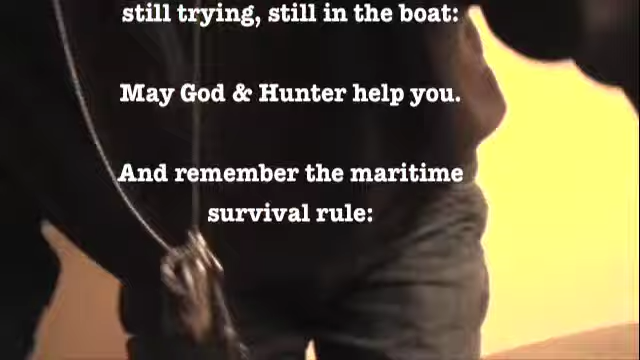 still trying, still in the boat:
May God & Hunter help you.
And remember the maritime
survival rule: